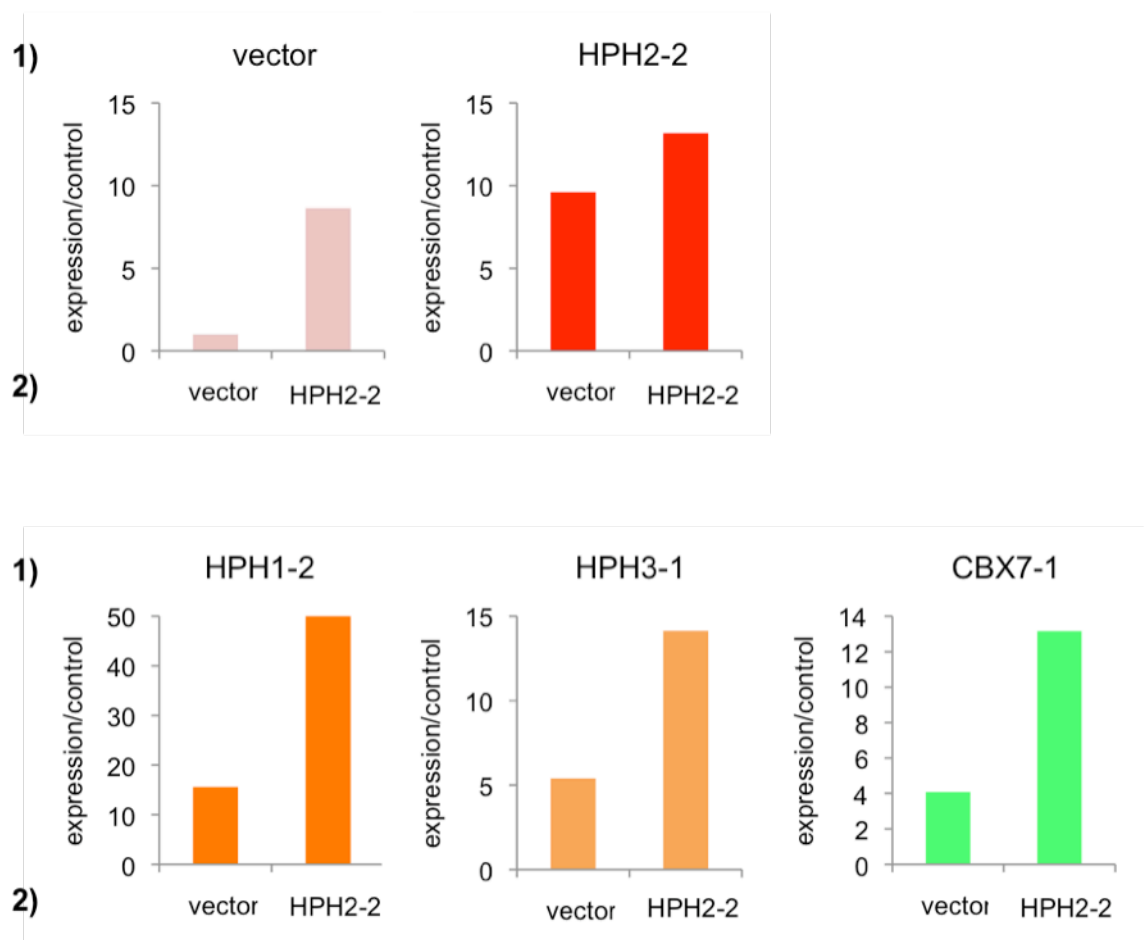 1) vector HPH2-2
expression/control expression/control
15 15
10 10
5 5
0 0
2) vector HPH2-2 vector HPH2-2
1) HPH1-2 HPH3-1 CBX7-1
expression/control expression/control expression/control
50 15 14
40 10 12
30 5 10
20 0 8
10 6
0 4
2
0
2) vector HPH2-2 vector HPH2-2 vector HPH2-2